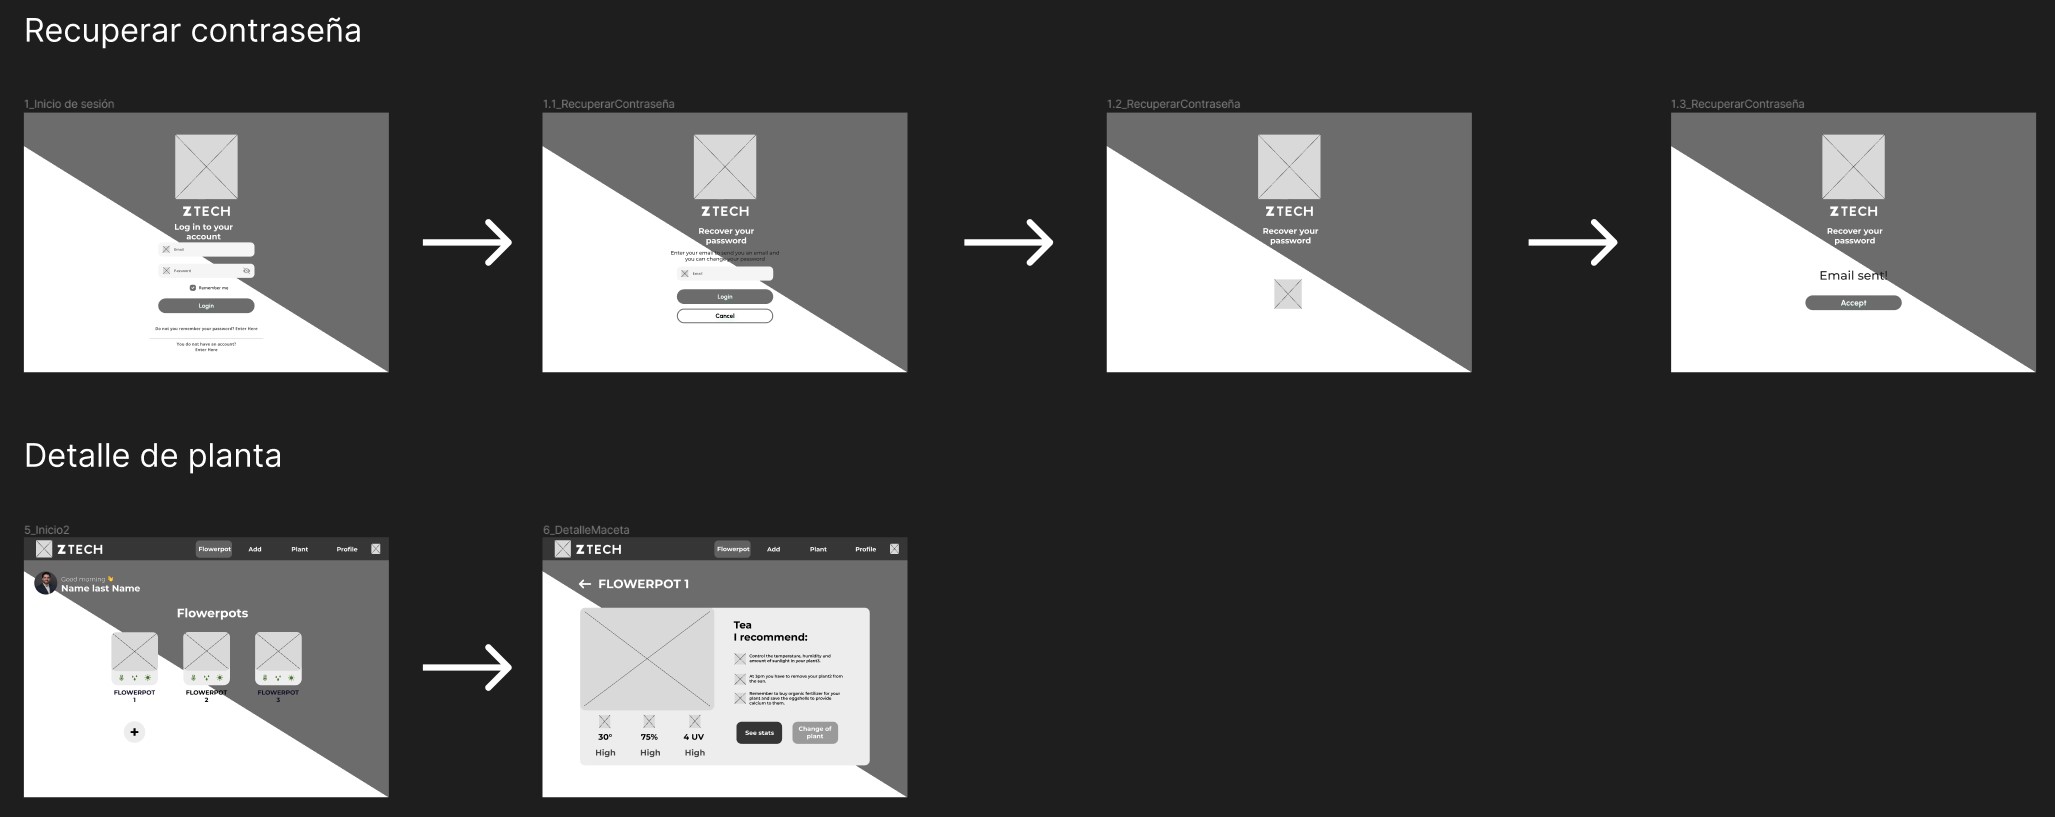 Recuperar contraseña
1_Inicio de sesión
ZTECH
Log in to your
account
Email
Password
Remember me
Login
Do not you remember your password? Enter Here
You do not have an account?
Enter Here
1.1_RecuperarContraseña
ZTECH
Recover your
password
Enter your email to send you an email and
you can change your password
Email
Login
Cancel
1.2_RecuperarContraseña
ZTECH
Recover your
password
1.3_RecuperarContraseña
ZTECH
Recover your
password
Email sent!
Accept
Detalle de planta
5_Inicio2
ZTECH
Flowerpot
Add
Plant
Profile
Good morning 👋
Name last Name
Flowerpots
FLOWERPOT
1
FLOWERPOT
2
FLOWERPOT
3
+
6_DetalleMaceta
ZTECH
Flowerpot
Add
Plant
Profile
← FLOWERPOT 1
Tea
I recommend:
Control the temperature, humidity and
amount of sunlight in your plant3.
At 3pm you have to remove your plant2 from
the sun.
Remember to buy organic fertilizer for your
plant and save the eggshells to provide
calcium to them.
30°
75%
4 UV
High
High
High
See stats
Change of
plant